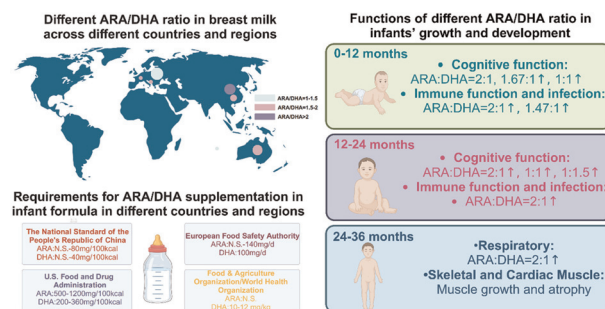 Different ARA/DHA ratio in breast milk
across different countries and regions
ARA/DHA=1-1.5
ARA/DHA=1.5-2
ARA/DHA>2
Requirements for ARA/DHA supplementation in
infant formula in different countries and regions
The National Standard of the
People's Republic of China
ARA:N.S.-80mg/100kcal
DHA:N.S.-40mg/100kcal
European Food Safety Authority
ARA:N.S-140mg/d
DHA:100mg/d
U.S. Food and Drug
Administration
ARA:500-1200mg/100kcal
DHA:200-360mg/100kcal
Food & Agriculture
Organization/World Health
Organization
ARA:N.S
DHA 10-12 mg/kg
Functions of different ARA/DHA ratio in
infants' growth and development
0-12 months
• Cognitive function:
ARA:DHA=2:1, 1.67:1↑, 1:1↑
• Immune function and infection:
ARA:DHA=2:1↑, 1.47:1↑
12-24 months
• Cognitive function:
ARA:DHA=2:1↑, 1:1↑, 1:1.5↑
• Immune function and infection:
• ARA:DHA=2:1↑
24-36 months
•Respiratory:
ARA:DHA=2:1↑
•Skeletal and Cardiac Muscle:
Muscle growth and atrophy